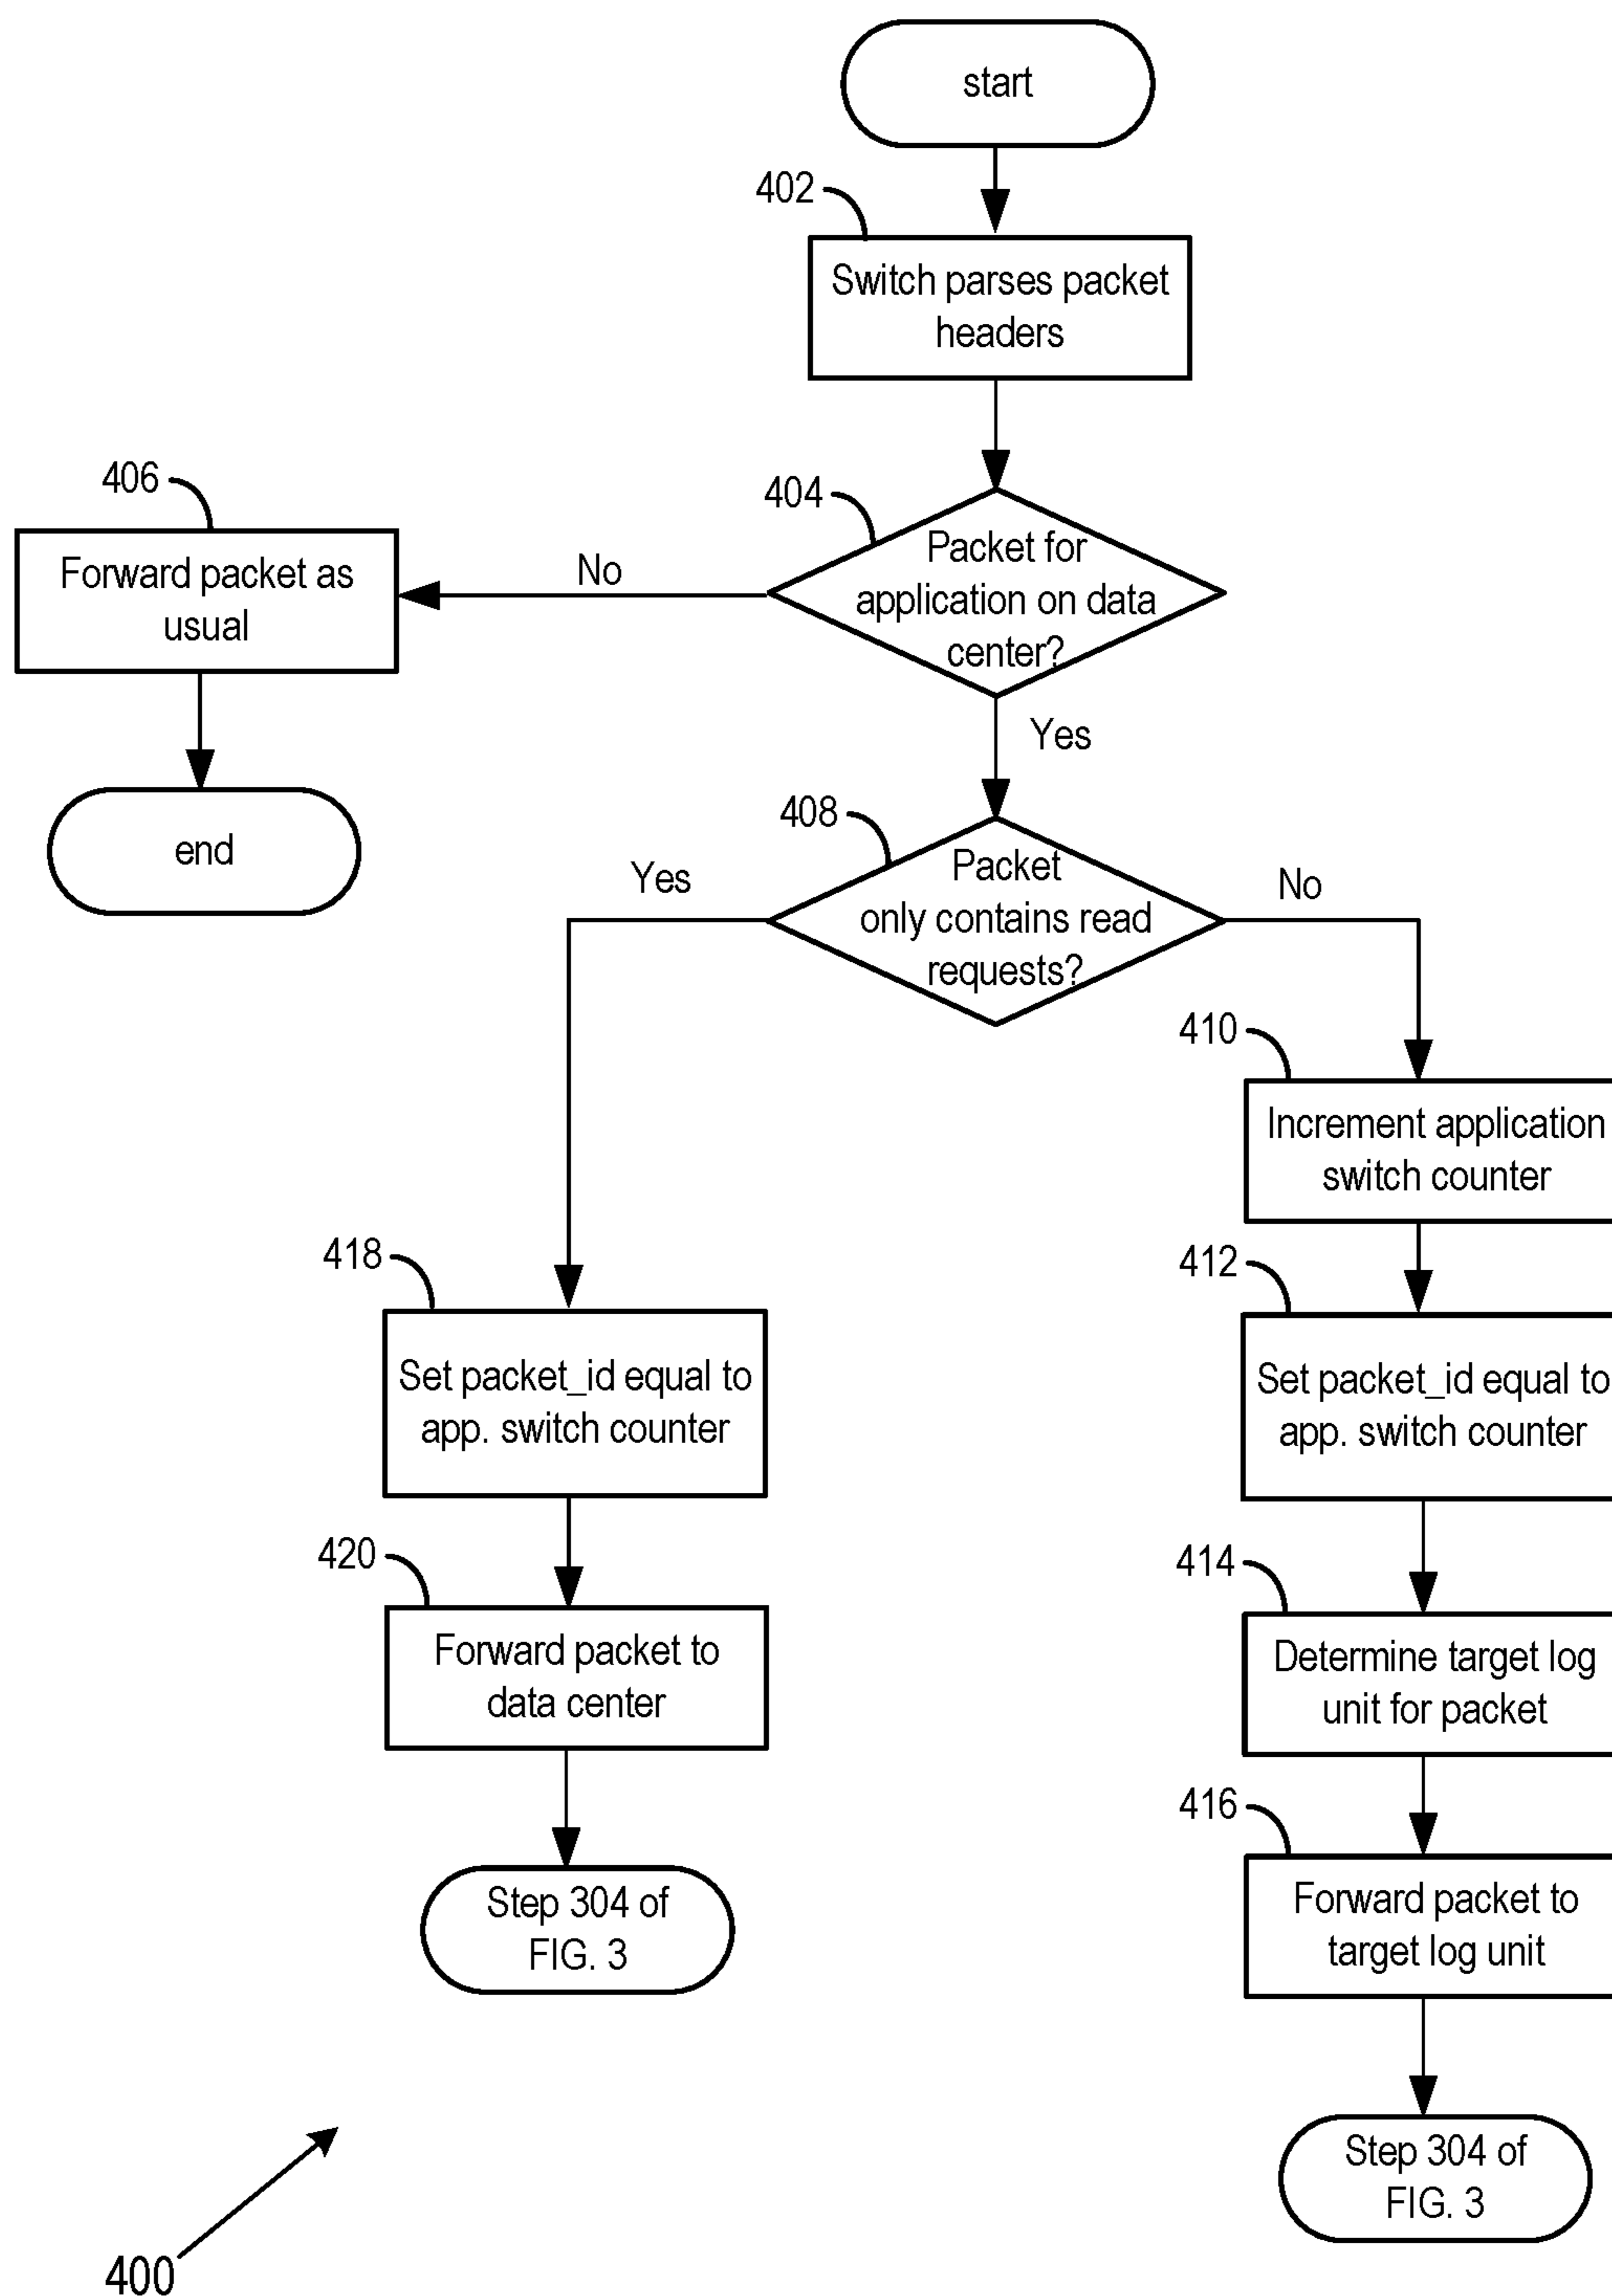 start
402
Switch parses packet
headers
406
404
Forward packet as
usual
No
Packet for
application on data
center?
Yes
end
408
Yes
Packet
only contains read
requests?
No
410
Increment application
switch counter
418
412
Set packet_id equal to
app. switch counter
Set packet_id equal to
app. switch counter
420
414
Forward packet to
data center
Determine target log
unit for packet
416
Step 304 of
FIG. 3
Forward packet to
target log unit
Step 304 of
FIG. 3
400